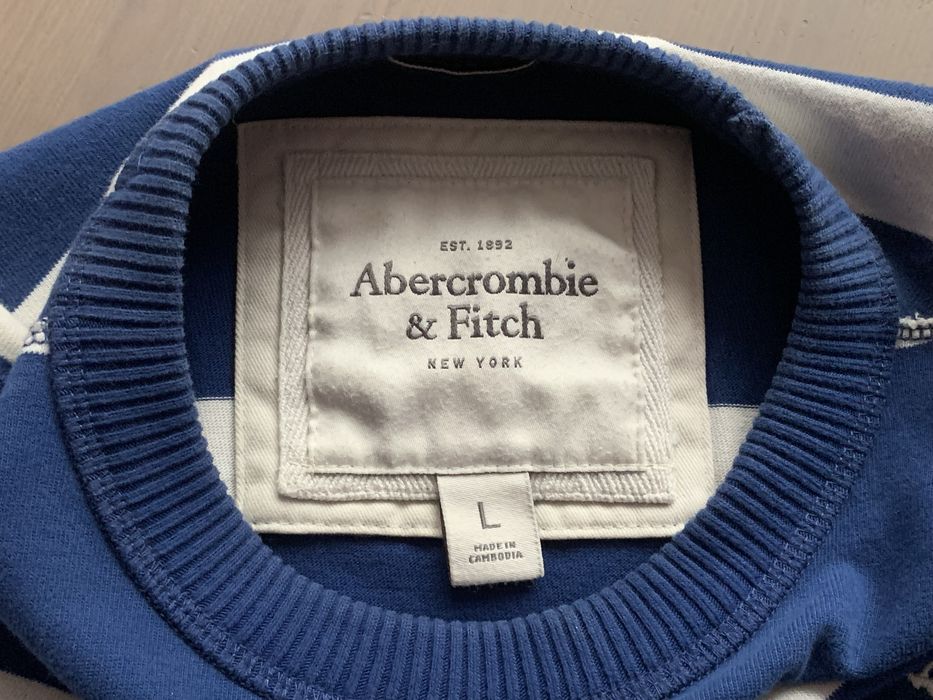 EST. 1892
Abercrombie
& Fitch
NEW YORK
L
MADE IN
CAMBODIA